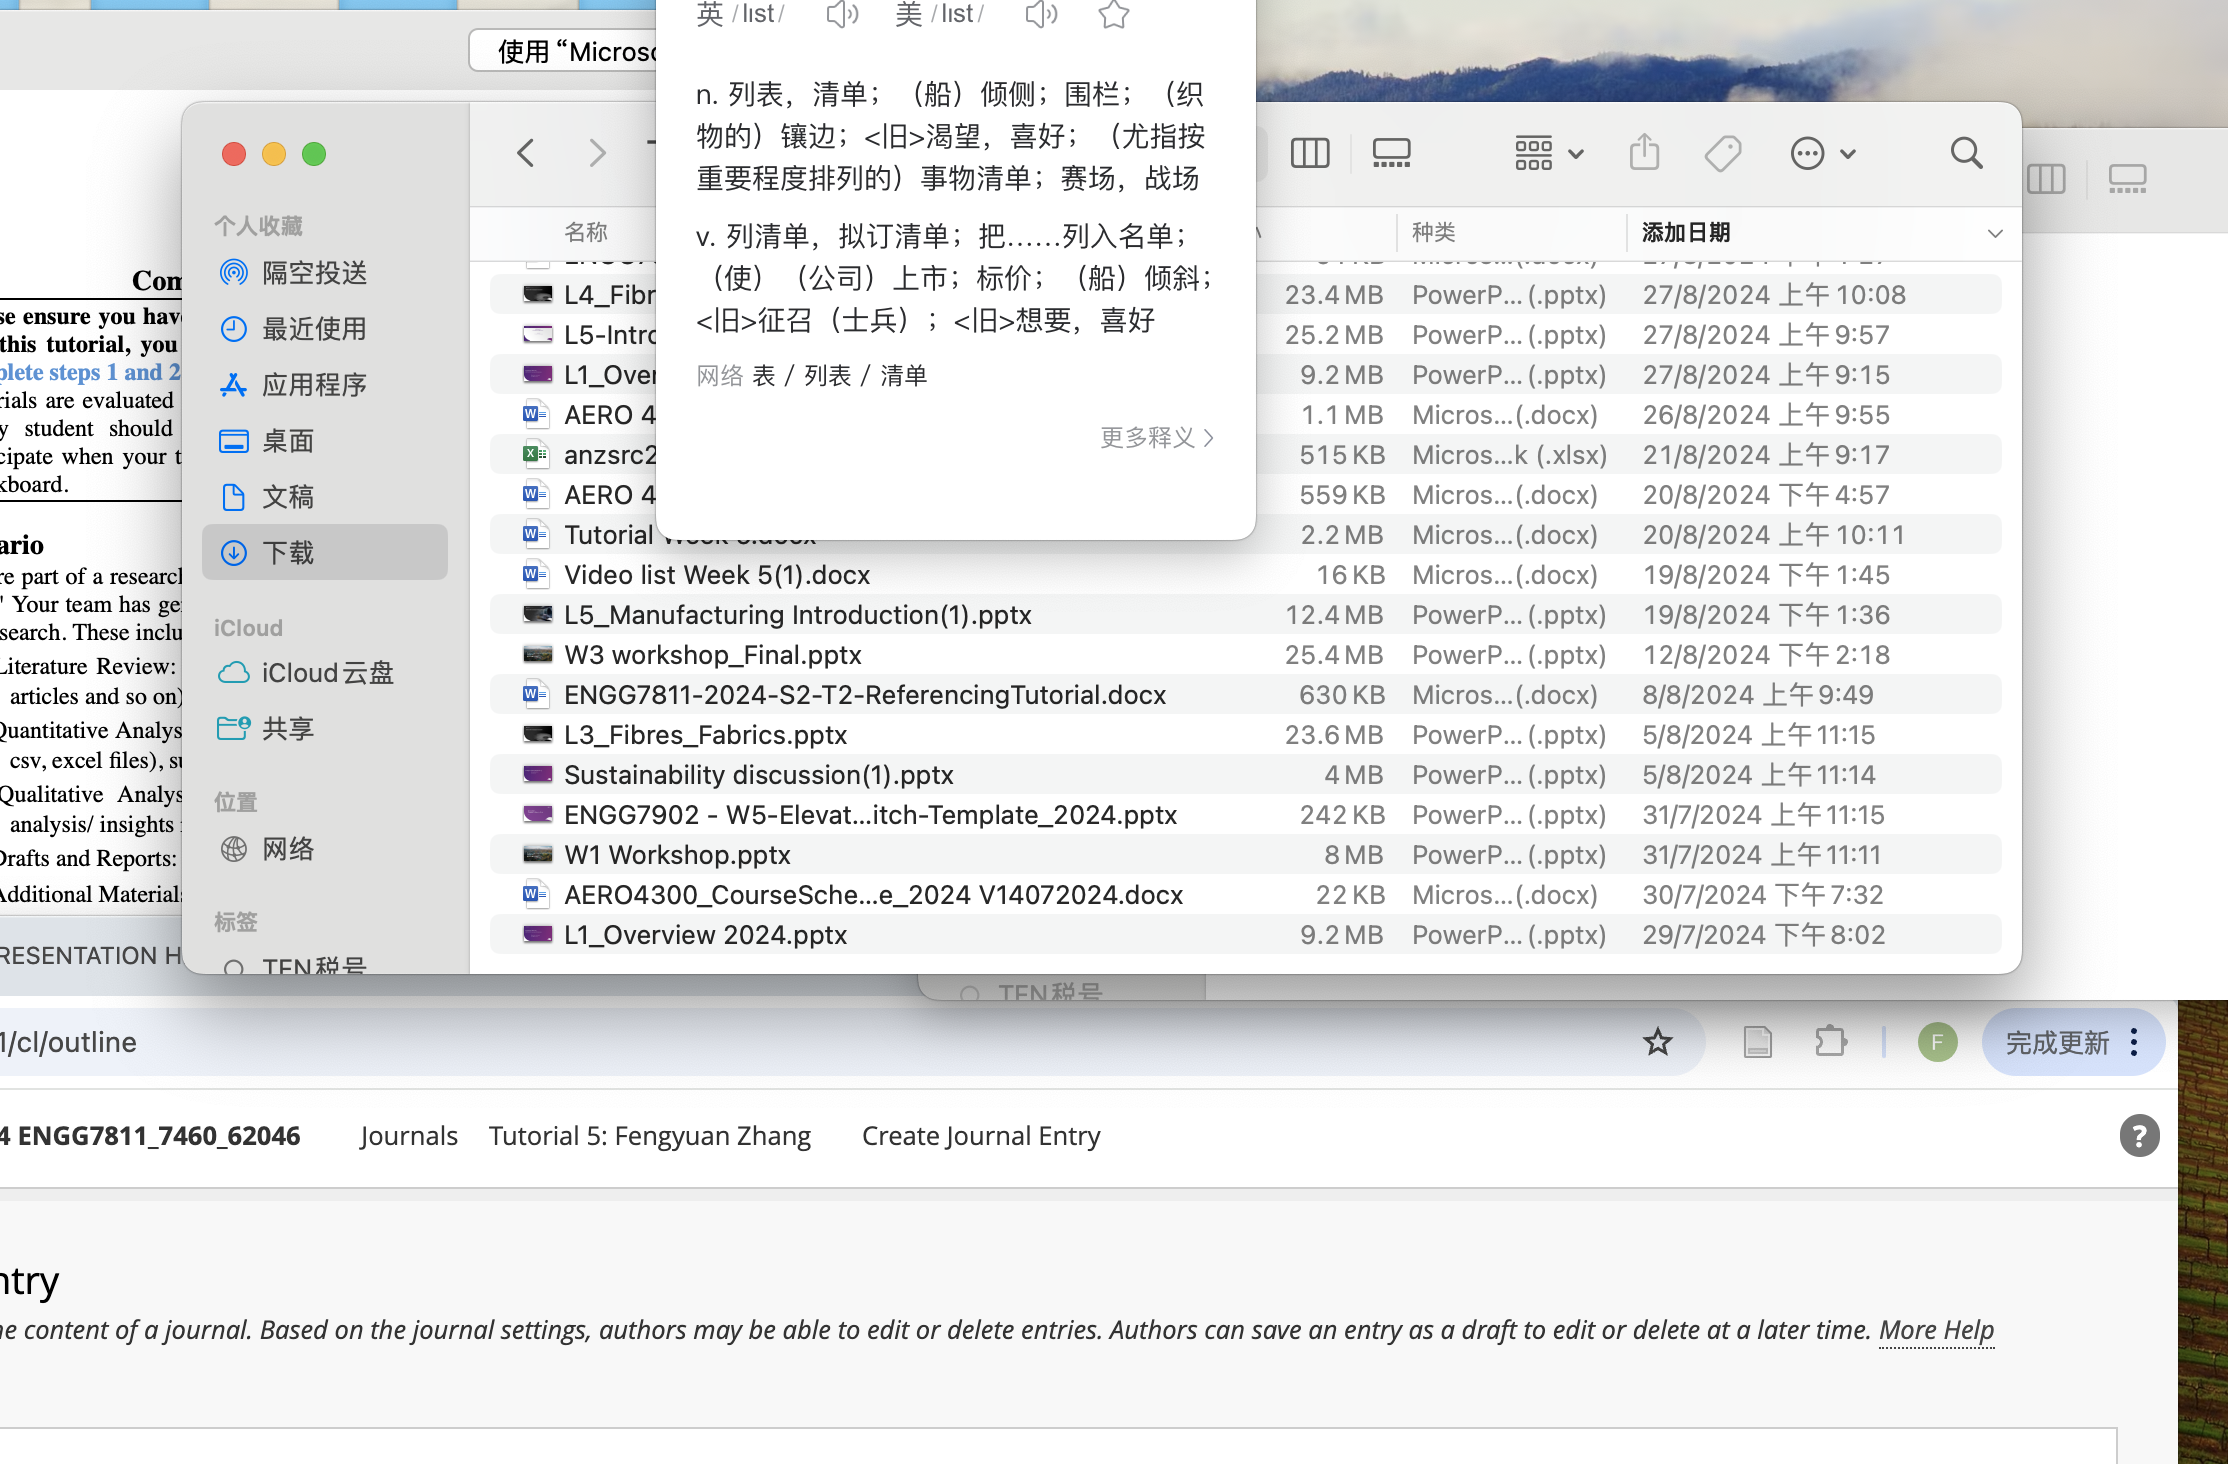 使用 “Microso
英 /lɪst/ 美 /lɪst/
n. 列表，清单；（船）倾侧；围栏；（织
物的）镶边；<旧>渴望，喜好；（尤指按
重要程度排列的）事物清单；赛场，战场
v. 列清单，拟订清单；把……列入名单；
（使）（公司）上市；标价；（船）倾斜；
<旧>征召（士兵）；<旧>想要，喜好
网络 表 / 列表 / 清单
更多释义
Com
se ensure you have
this tutorial, you
plete steps 1 and 2
rials are evaluated
y student should
cipate when your t
kboard.
ario
re part of a research
" Your team has ge
search. These inclu
Literature Review:
articles and so on)
Quantitative Analys
csv, excel files), su
Qualitative Analys
analysis/ insights
Drafts and Reports:
Additional Materials
RESENTATION H
个人收藏
隔空投送
最近使用
应用程序
桌面
文稿
下载
iCloud
iCloud云盘
共享
位置
网络
标签
TEN税号
名称 种类 添加日期
L4_Fibr 23.4 MB PowerP... (.pptx) 27/8/2024 上午10:08
L5-Intro 25.2 MB PowerP... (.pptx) 27/8/2024 上午9:57
L1_Over 9.2 MB PowerP... (.pptx) 27/8/2024 上午9:15
AERO 4 1.1 MB Micros...(.docx) 26/8/2024 上午9:55
anzsrc2 515 KB Micros...k (.xlsx) 21/8/2024 上午9:17
AERO 4 559 KB Micros...(.docx) 20/8/2024 下午4:57
Tutorial 2.2 MB Micros...(.docx) 20/8/2024 上午10:11
Video list Week 5(1).docx 16 KB Micros...(.docx) 19/8/2024 下午1:45
L5_Manufacturing Introduction(1).pptx 12.4 MB PowerP... (.pptx) 19/8/2024 下午1:36
W3 workshop_Final.pptx 25.4 MB PowerP... (.pptx) 12/8/2024 下午2:18
ENGG7811-2024-S2-T2-ReferencingTutorial.docx 630 KB Micros...(.docx) 8/8/2024 上午9:49
L3_Fibres_Fabrics.pptx 23.6 MB PowerP... (.pptx) 5/8/2024 上午11:15
Sustainability discussion(1).pptx 4 MB PowerP... (.pptx) 5/8/2024 上午11:14
ENGG7902 - W5-Elevat...itch-Template_2024.pptx 242 KB PowerP... (.pptx) 31/7/2024 上午11:15
W1 Workshop.pptx 8 MB PowerP... (.pptx) 31/7/2024 上午11:11
AERO4300_CourseSche...e_2024 V14072024.docx 22 KB Micros...(.docx) 30/7/2024 下午7:32
L1_Overview 2024.pptx 9.2 MB PowerP... (.pptx) 29/7/2024 下午8:02
TEN税号
1/cl/outline
F
完成更新
4 ENGG7811_7460_62046 Journals Tutorial 5: Fengyuan Zhang Create Journal Entry
?
ntry
he content of a journal. Based on the journal settings, authors may be able to edit or delete entries. Authors can save an entry as a draft to edit or delete at a later time. More Help